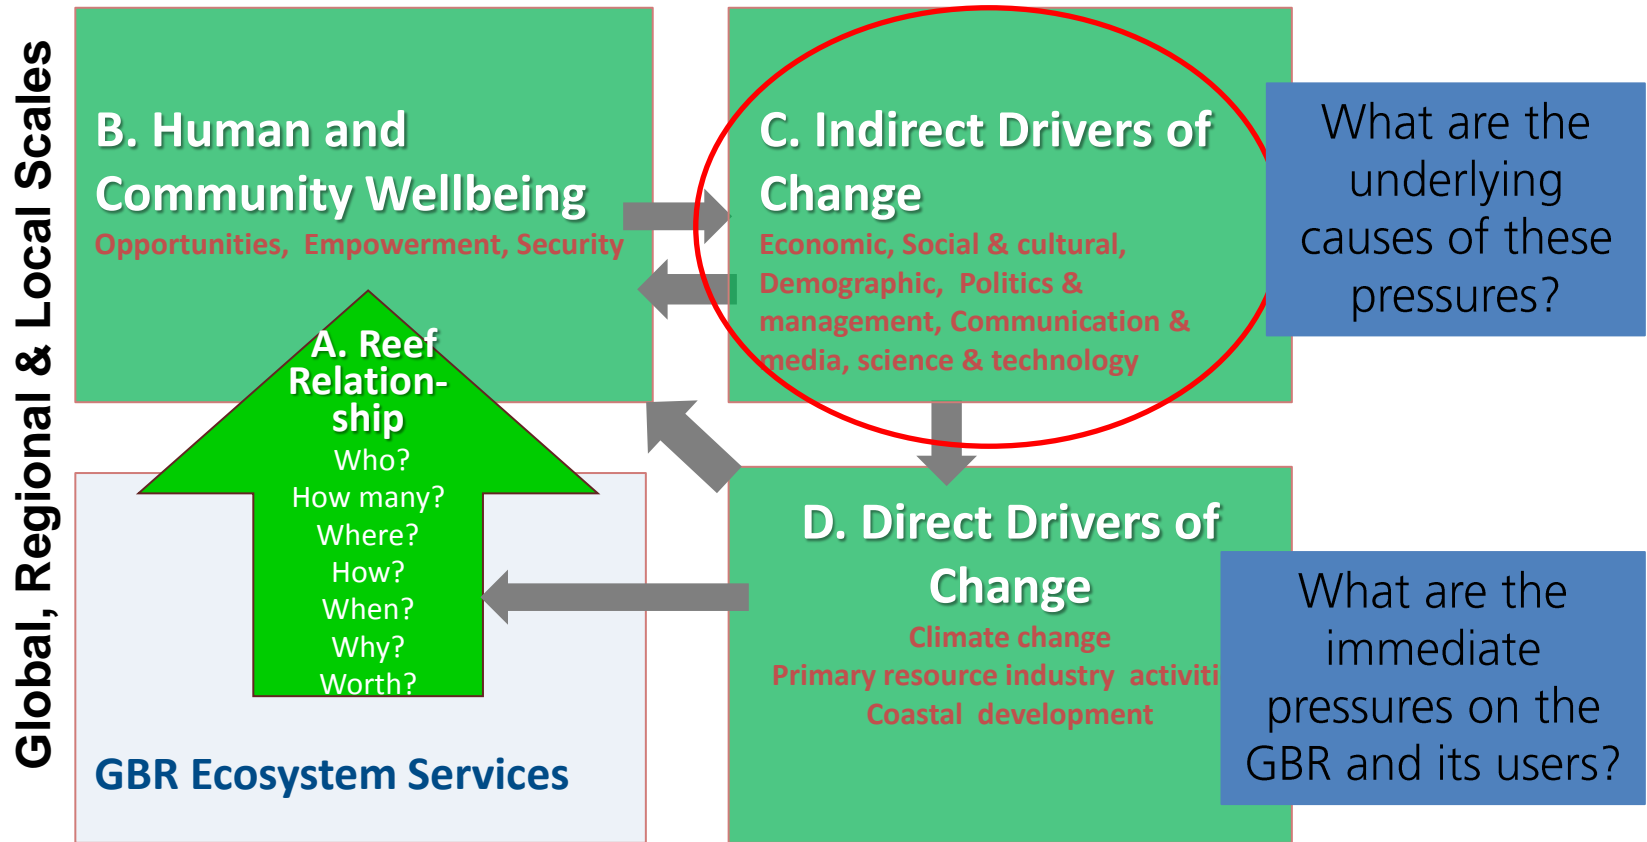 Global, Regional & Local Scales
B. Human and
Community Wellbeing
Opportunities, Empowerment, Security
C. Indirect Drivers of
Change
Economic, Social & cultural,
Demographic, Politics &
management, Communication &
media, science & technology
What are the
underlying
causes of these
pressures?
A. Reef
Relation-
ship
Who?
How many?
Where?
How?
When?
Why?
Worth?
GBR Ecosystem Services
D. Direct Drivers of
Change
Climate change
Primary resource industry activiti
Coastal development
What are the
immediate
pressures on the
GBR and its users?